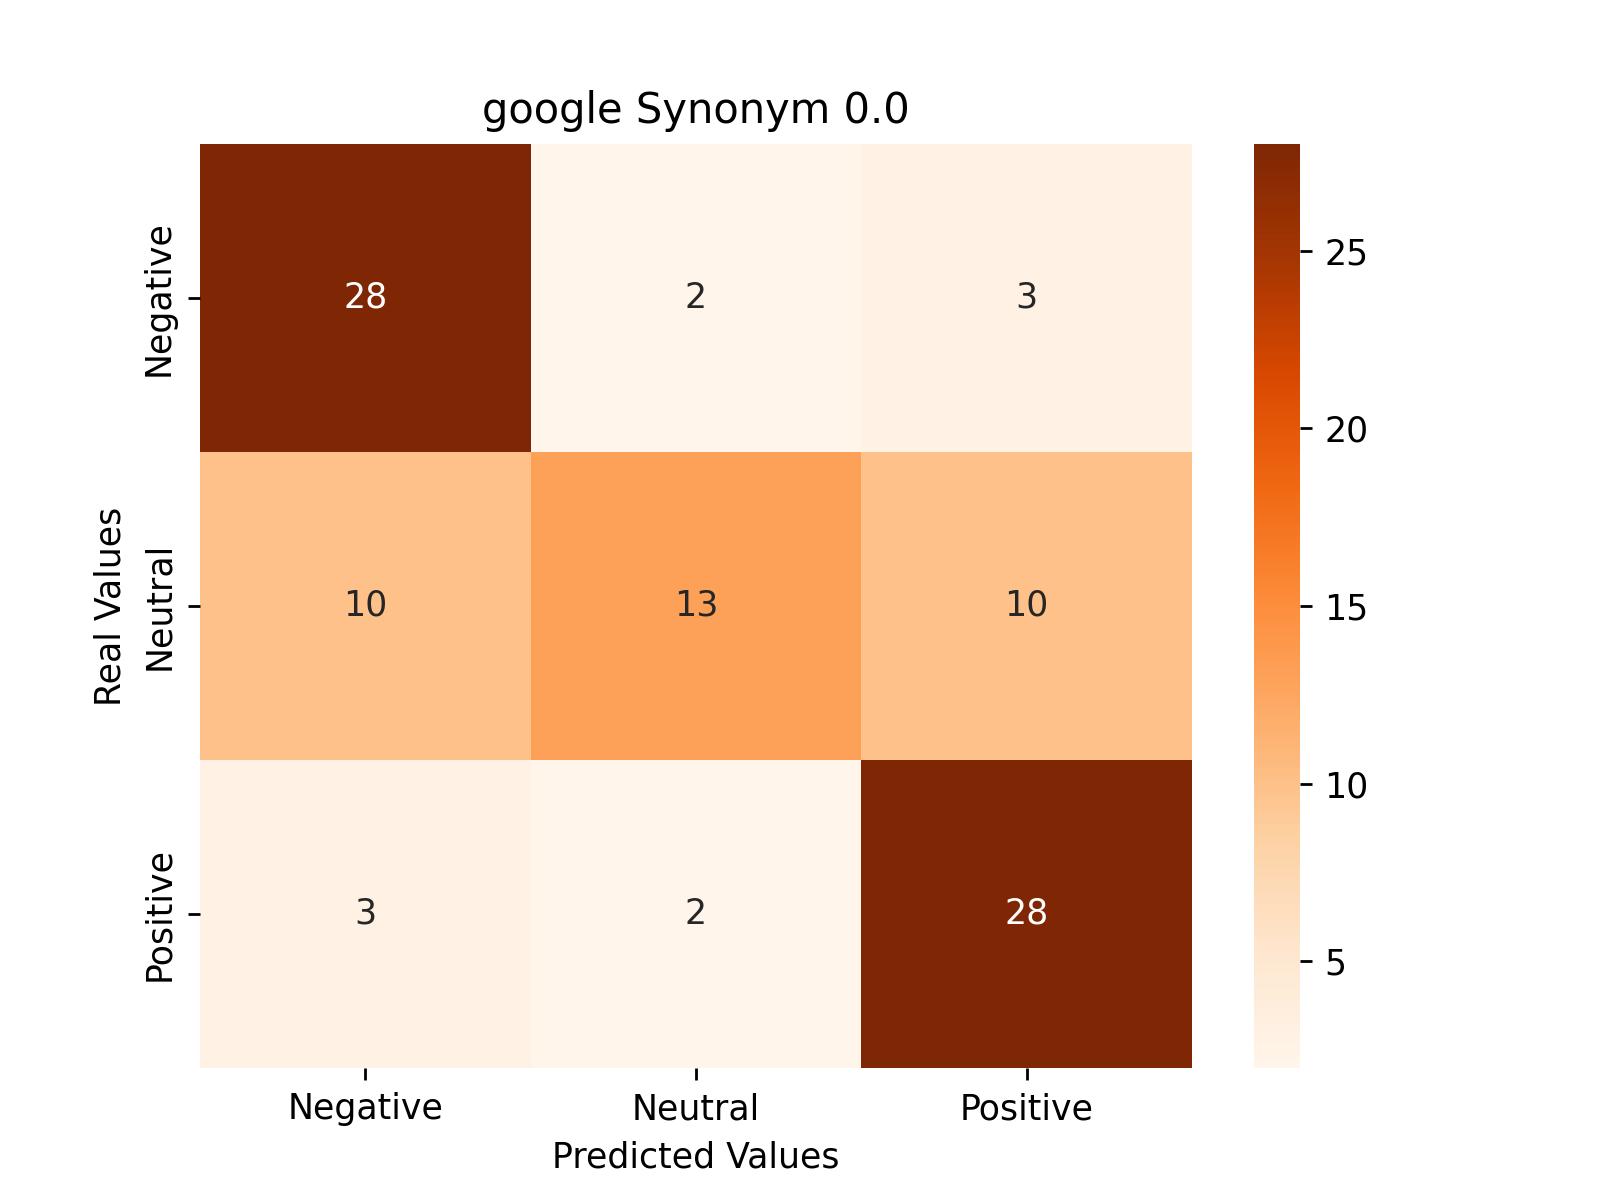 google Synonym 0.0
Real Values
Negative
28 2 3
Neutral
10 13 10
Positive
3 2 28
Negative Neutral Positive
Predicted Values
25
20
15
10
5